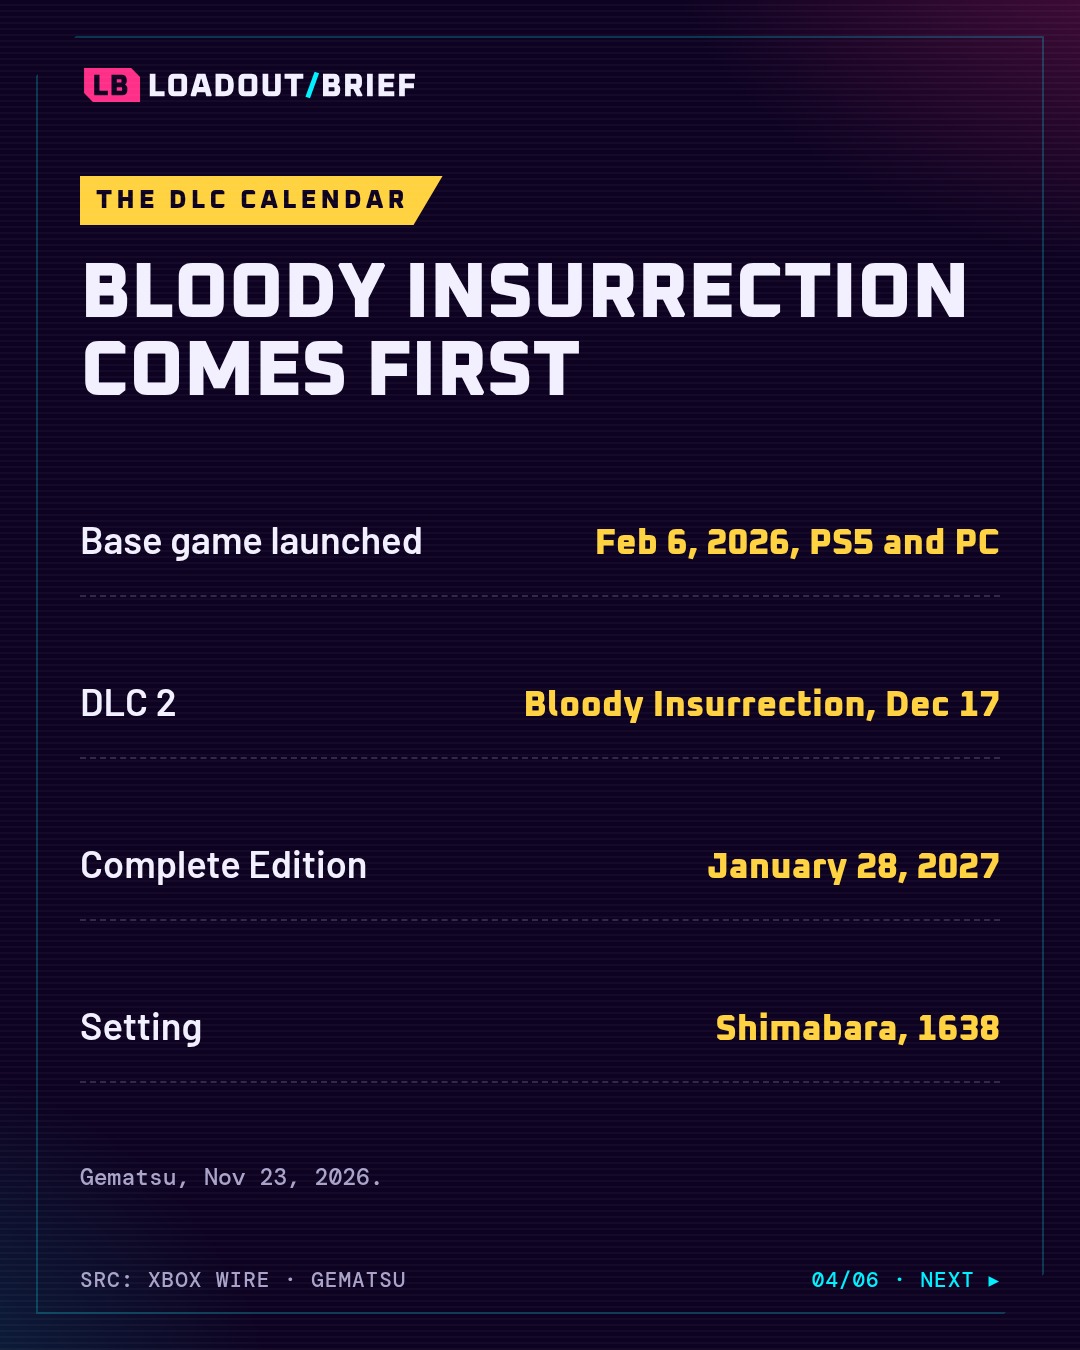 LB LOADOUT/BRIEF
THE DLC CALENDAR
BLOODY INSURRECTION
COMES FIRST
Base game launched Feb 6, 2026, PS5 and PC
DLC 2 Bloody Insurrection, Dec 17
Complete Edition January 28, 2027
Setting Shimabara, 1638
Gematsu, Nov 23, 2026.
SRC: XBOX WIRE · GEMATSU 04/06 · NEXT ▸